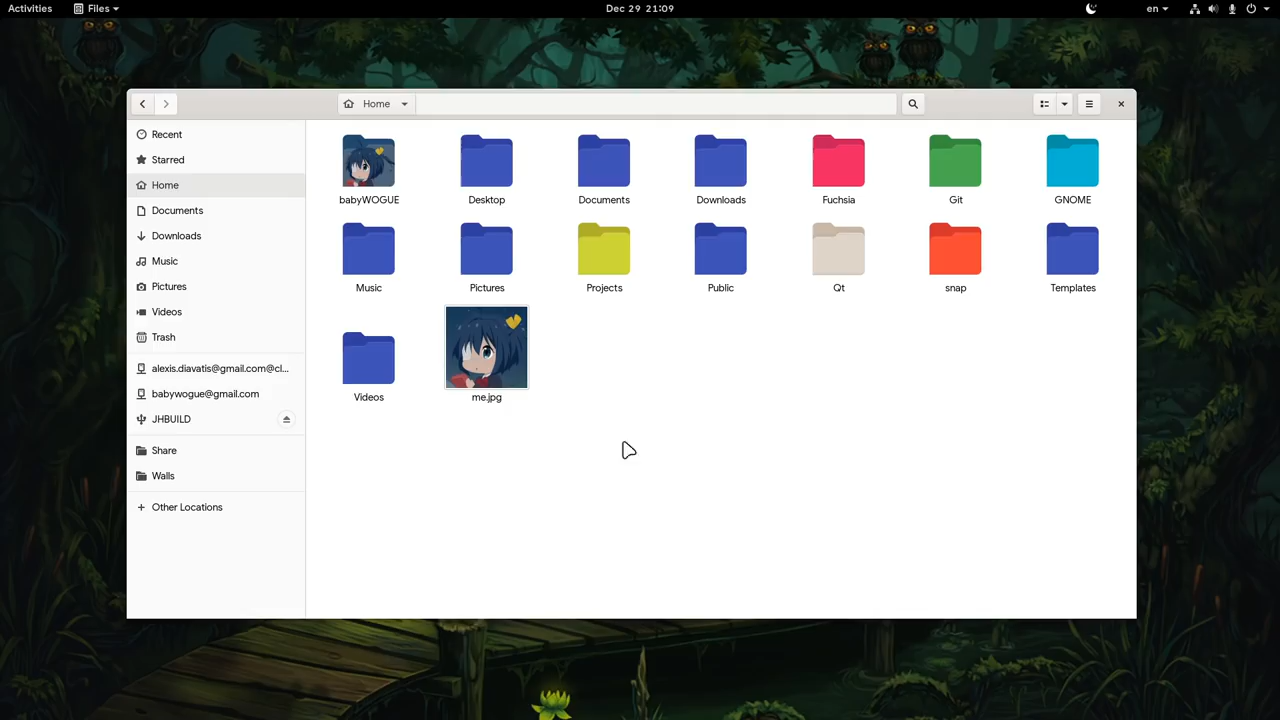 Activities Files Dec 29 21:09 en
Home
Recent
Starred
Home
Documents
Downloads
Music
Pictures
Videos
Trash
alexis.diavatis@gmail.com@cl...
babywogue@gmail.com
JHBUILD
Share
Walls
Other Locations
babyWOGUE Desktop Documents Downloads Fuchsia Git GNOME
Music Pictures Projects Public Qt snap Templates
Videos me.jpg